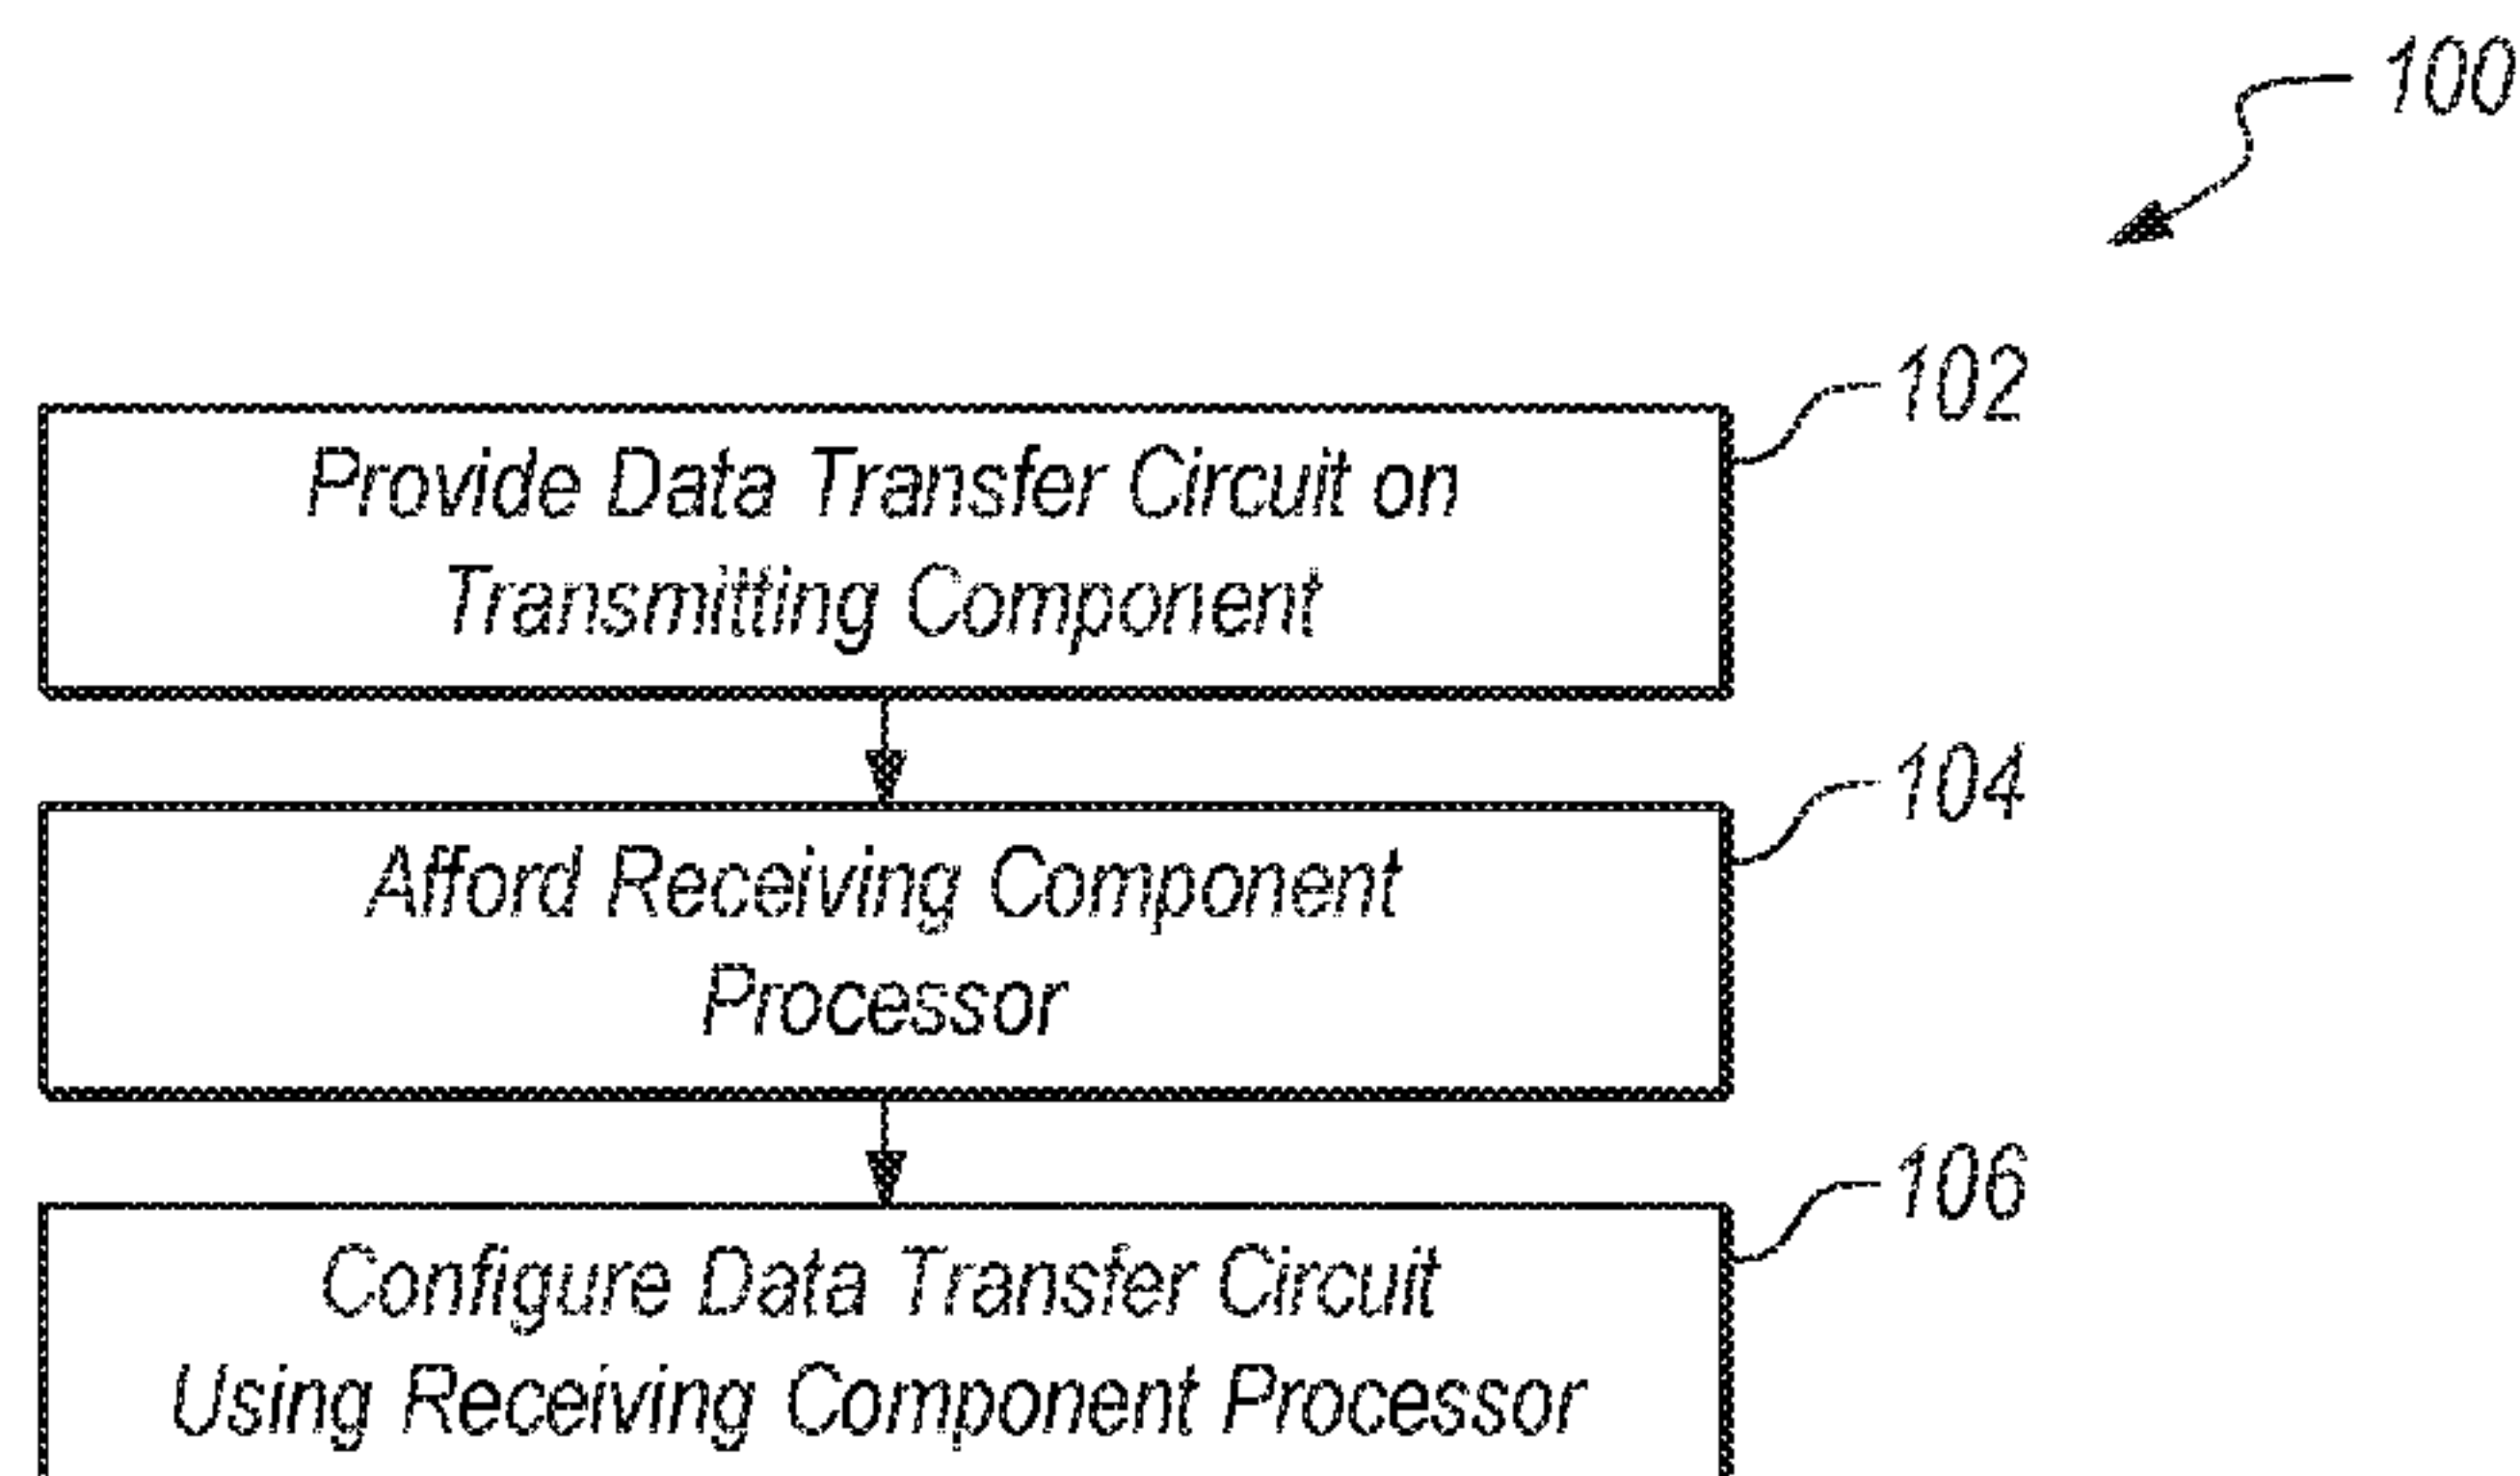 100
102
Provide Data Transfer Circuit on
Transmitting Component
104
Afford Receiving Component
Processor
106
Configure Data Transfer Circuit
Using Receiving Component Processor